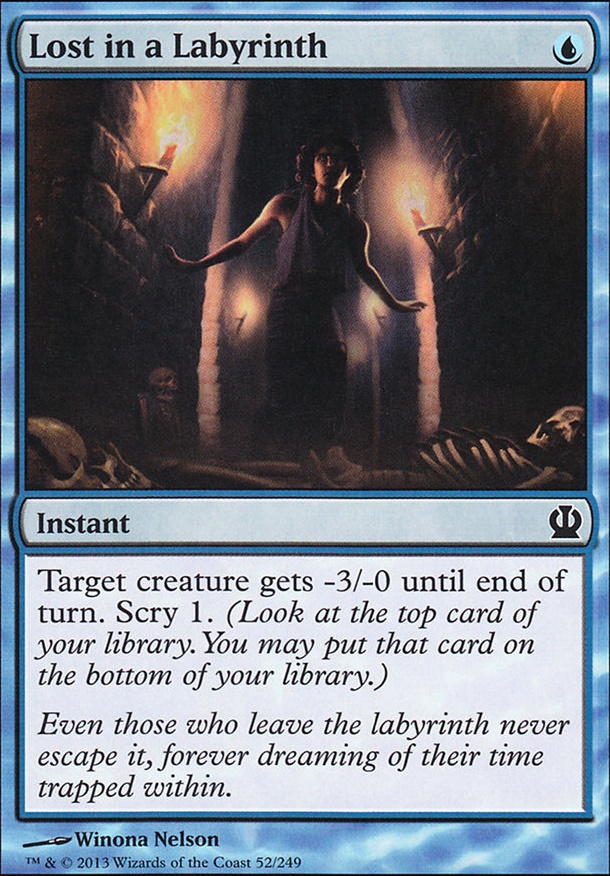 Lost in a Labyrinth
Instant
Target creature gets -3/-0 until end of
turn. Scry 1. (Look at the top card of
your library. You may put that card on
the bottom of your library.)
Even those who leave the labyrinth never
escape it, forever dreaming of their time
trapped within.
Winona Nelson
™ & © 2013 Wizards of the Coast 52/249